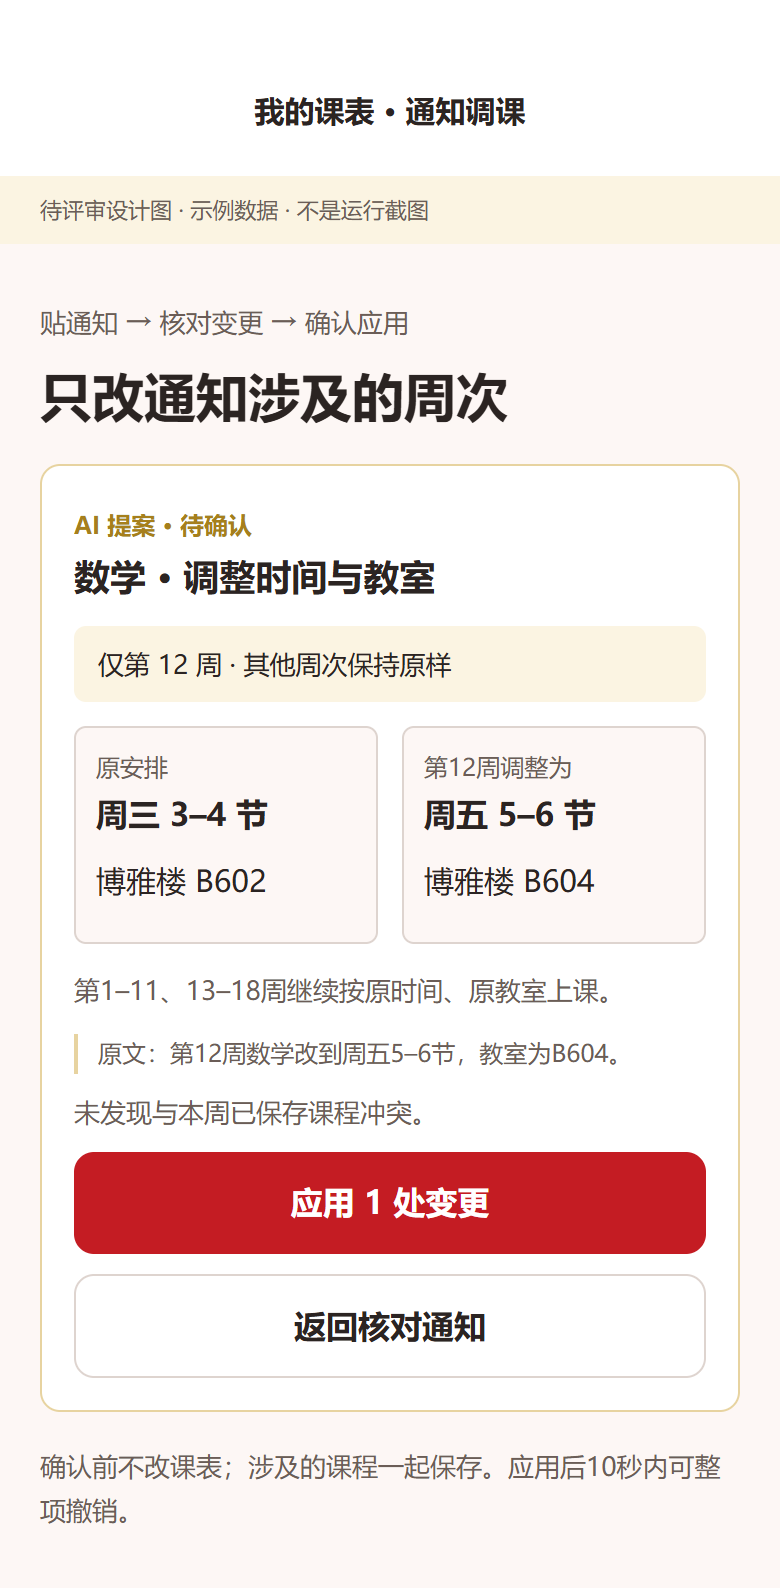 我的课表 · 通知调课
待评审设计图 · 示例数据 · 不是运行截图
贴通知 → 核对变更 → 确认应用
只改通知涉及的周次
AI 提案 · 待确认
数学 · 调整时间与教室
仅第 12 周 · 其他周次保持原样
原安排
周三 3–4 节
博雅楼 B602
第12周调整为
周五 5–6 节
博雅楼 B604
第1–11、13–18周继续按原时间、原教室上课。
原文：第12周数学改到周五5–6节，教室为B604。
未发现与本周已保存课程冲突。
应用 1 处变更
返回核对通知
确认前不改课表；涉及的课程一起保存。应用后10秒内可整
项撤销。